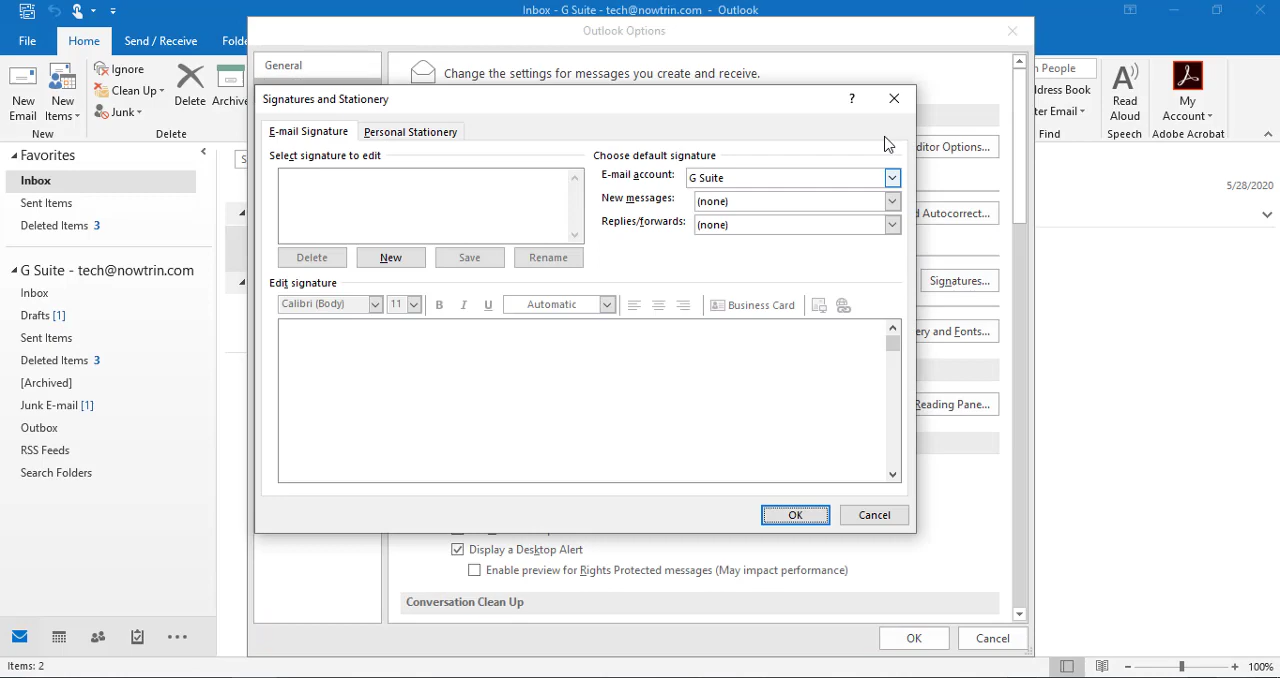 Inbox - G Suite - tech@nowtrin.com - Outlook
File
Home
Send / Receive
Folde
New
Email
New
Items
New
Ignore
Clean Up
Junk
Delete
Archive
Delete
n People
ddress Book
ter Email
Find
Read
Aloud
Speech
My
Account
Adobe Acrobat
Favorites
Inbox
Sent Items
Deleted Items 3
G Suite - tech@nowtrin.com
Inbox
Drafts [1]
Sent Items
Deleted Items 3
[Archived]
Junk E-mail [1]
Outbox
RSS Feeds
Search Folders
S
5/28/2020
Outlook Options
General
Change the settings for messages you create and receive.
ditor Options...
d Autocorrect...
Signatures...
ery and Fonts...
Reading Pane...
Signatures and Stationery
?
E-mail Signature
Personal Stationery
Select signature to edit
Delete
New
Save
Rename
Choose default signature
E-mail account:
G Suite
New messages:
(none)
Replies/forwards:
(none)
Edit signature
Calibri (Body)
11
B
I
U
Automatic
Business Card
OK
Cancel
Display a Desktop Alert
Enable preview for Rights Protected messages (May impact performance)
Conversation Clean Up
OK
Cancel
Items: 2
100%